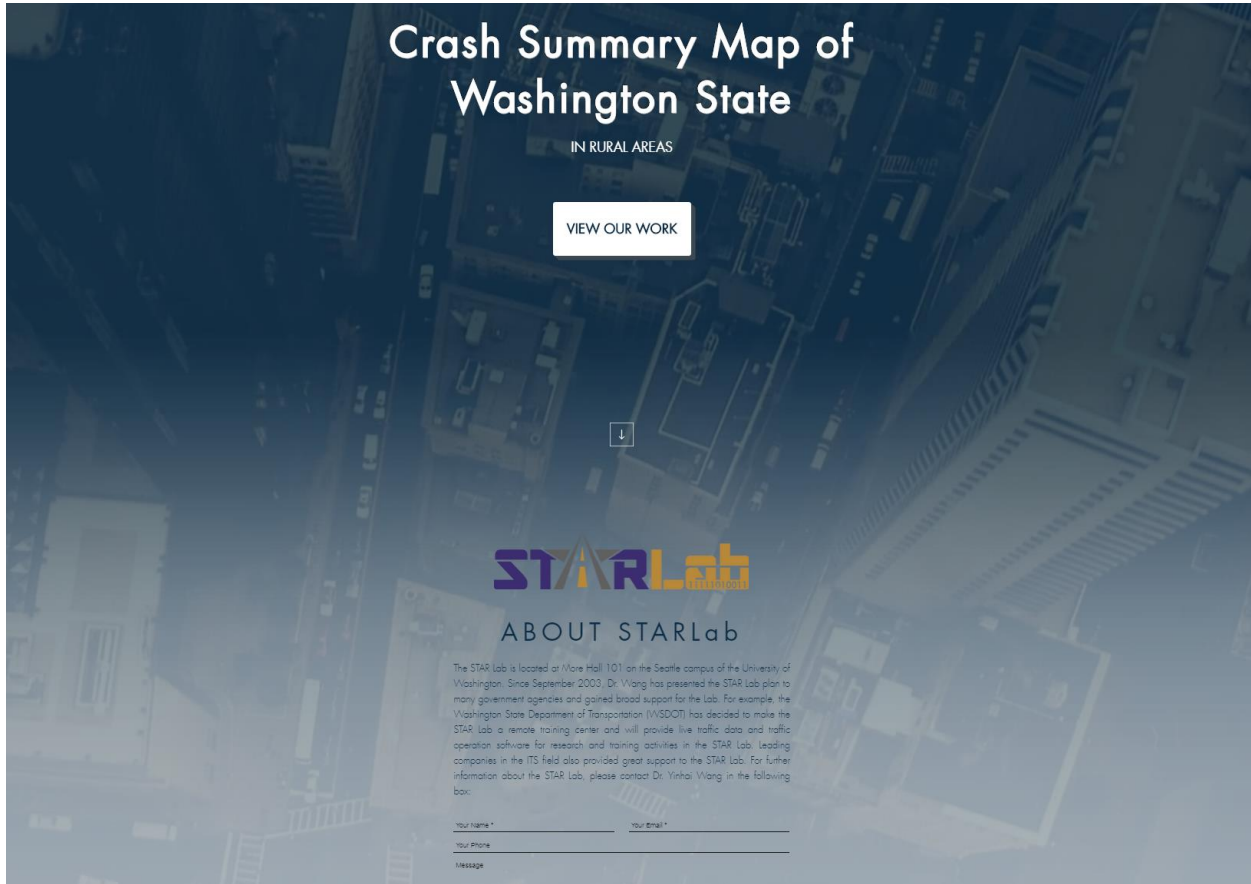 Crash Summary Map of
Washington State
IN RURAL AREAS
VIEW OUR WORK
↓
STARLab
ABOUT STARLab
The STAR Lab is located at More Hall 101 on the Seattle campus of the University of
Washington. Since September 2003, Dr. Wang has presented the STAR Lab plan to
many government agencies and gained broad support for the Lab. For example, the
Washington State Department of Transportation (WSDOT) has decided to make the
STAR Lab a remote training center and will provide live traffic data and traffic
operation software for research and training activities in the STAR Lab. Leading
companies in the ITS field also provided great support to the STAR Lab. For further
information about the STAR Lab, please contact Dr. Yinhai Wang in the following
box:
Your Name * Your Email *
Your Phone
Message